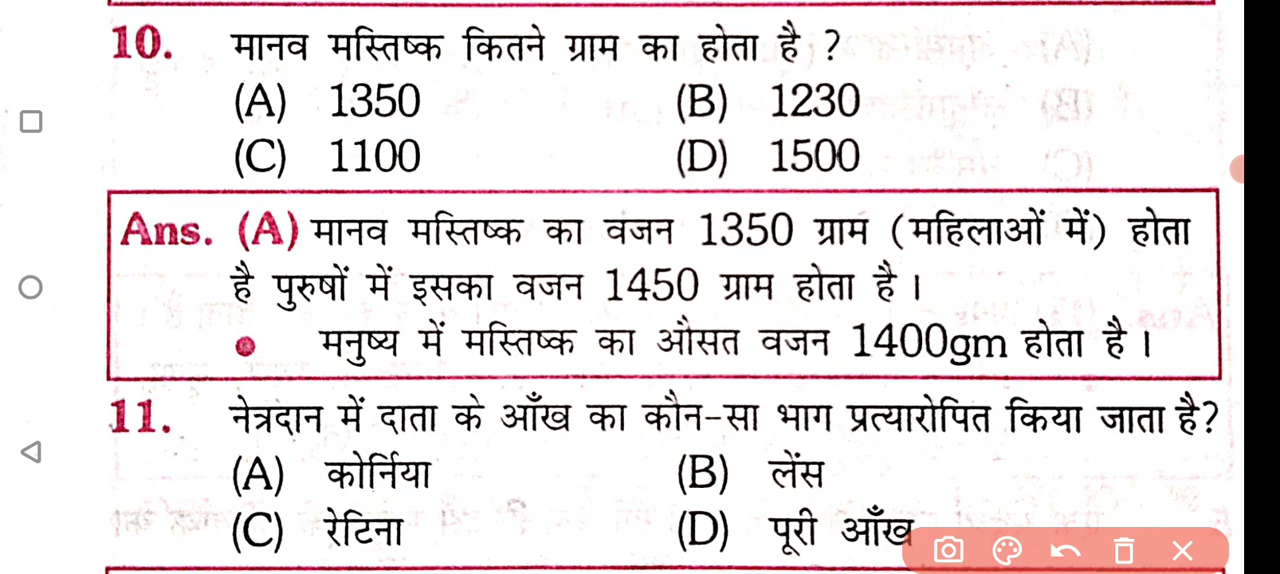 10. मानव मस्तिष्क कितने ग्राम का होता है ?
(A) 1350 (B) 1230
(C) 1100 (D) 1500
Ans. (A) मानव मस्तिष्क का वजन 1350 ग्राम (महिलाओं में) होता
है पुरुषों में इसका वजन 1450 ग्राम होता है।
● मनुष्य में मस्तिष्क का औसत वजन 1400gm होता है।
11. नेत्रदान में दाता के आँख का कौन-सा भाग प्रत्यारोपित किया जाता है?
(A) कोर्निया (B) लेंस
(C) रेटिना (D) पूरी आँख